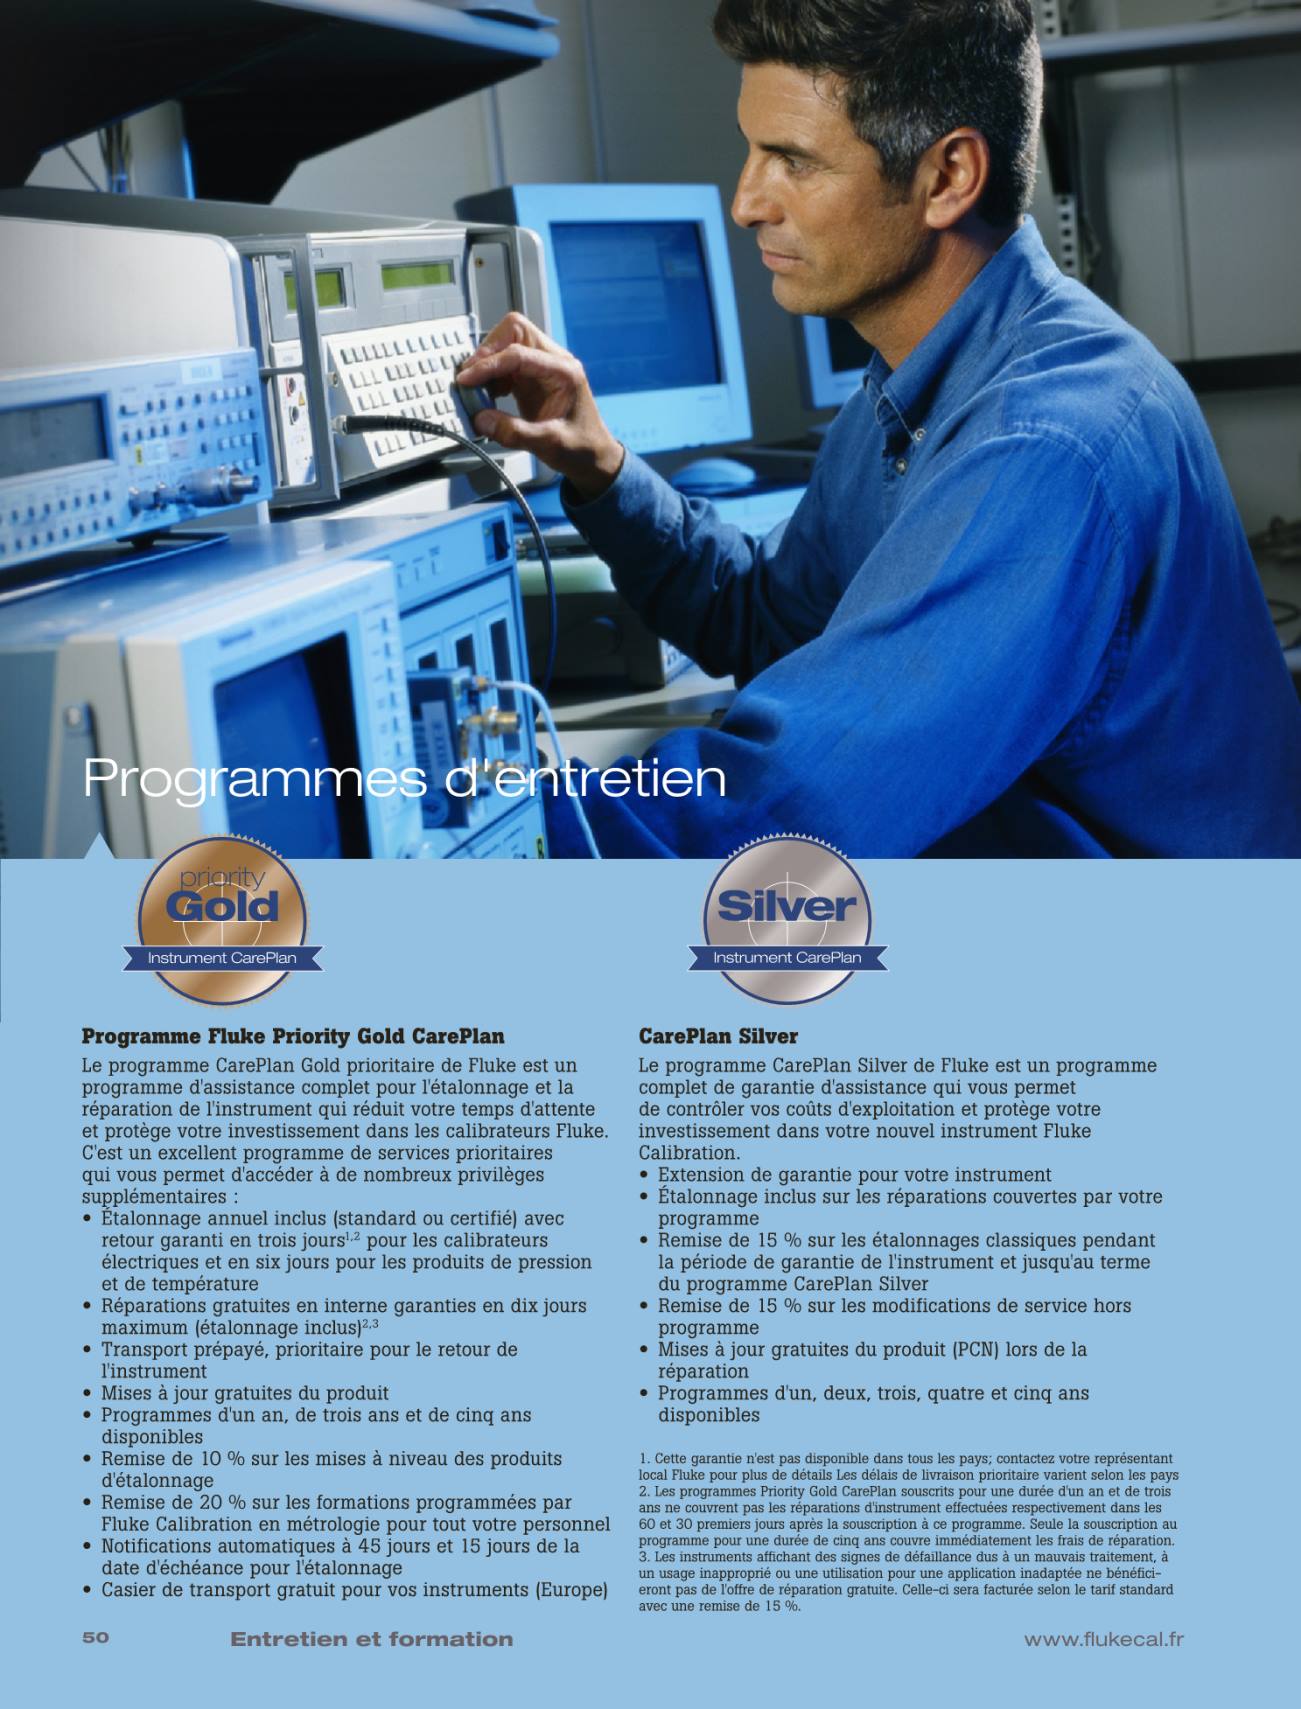 Programmes d'entretien
priority
Gold
Instrument CarePlan
Silver
Instrument CarePlan
Programme Fluke Priority Gold CarePlan
Le programme CarePlan Gold prioritaire de Fluke est un
programme d'assistance complet pour l'étalonnage et la
réparation de l'instrument qui réduit votre temps d'attente
et protège votre investissement dans les calibrateurs Fluke.
C'est un excellent programme de services prioritaires
qui vous permet d'accéder à de nombreux privilèges
supplémentaires :
• Étalonnage annuel inclus (standard ou certifié) avec
retour garanti en trois jours1,2 pour les calibrateurs
électriques et en six jours pour les produits de pression
et de température
• Réparations gratuites en interne garanties en dix jours
maximum (étalonnage inclus)2,3
• Transport prépayé, prioritaire pour le retour de
l'instrument
• Mises à jour gratuites du produit
• Programmes d'un an, de trois ans et de cinq ans
disponibles
• Remise de 10 % sur les mises à niveau des produits
d'étalonnage
• Remise de 20 % sur les formations programmées par
Fluke Calibration en métrologie pour tout votre personnel
• Notifications automatiques à 45 jours et 15 jours de la
date d'échéance pour l'étalonnage
• Casier de transport gratuit pour vos instruments (Europe)
CarePlan Silver
Le programme CarePlan Silver de Fluke est un programme
complet de garantie d'assistance qui vous permet
de contrôler vos coûts d'exploitation et protège votre
investissement dans votre nouvel instrument Fluke
Calibration.
• Extension de garantie pour votre instrument
• Étalonnage inclus sur les réparations couvertes par votre
programme
• Remise de 15 % sur les étalonnages classiques pendant
la période de garantie de l'instrument et jusqu'au terme
du programme CarePlan Silver
• Remise de 15 % sur les modifications de service hors
programme
• Mises à jour gratuites du produit (PCN) lors de la
réparation
• Programmes d'un, deux, trois, quatre et cinq ans
disponibles
1. Cette garantie n'est pas disponible dans tous les pays; contactez votre représentant
local Fluke pour plus de détails Les délais de livraison prioritaire varient selon les pays
2. Les programmes Priority Gold CarePlan souscrits pour une durée d'un an et de trois
ans ne couvrent pas les réparations d'instrument effectuées respectivement dans les
60 et 30 premiers jours après la souscription à ce programme. Seule la souscription au
programme pour une durée de cinq ans couvre immédiatement les frais de réparation.
3. Les instruments affichant des signes de défaillance dus à un mauvais traitement, à
un usage inapproprié ou une utilisation pour une application inadaptée ne bénéfici-
eront pas de l'offre de réparation gratuite. Celle-ci sera facturée selon le tarif standard
avec une remise de 15 %.
50
Entretien et formation
www.flukecal.fr